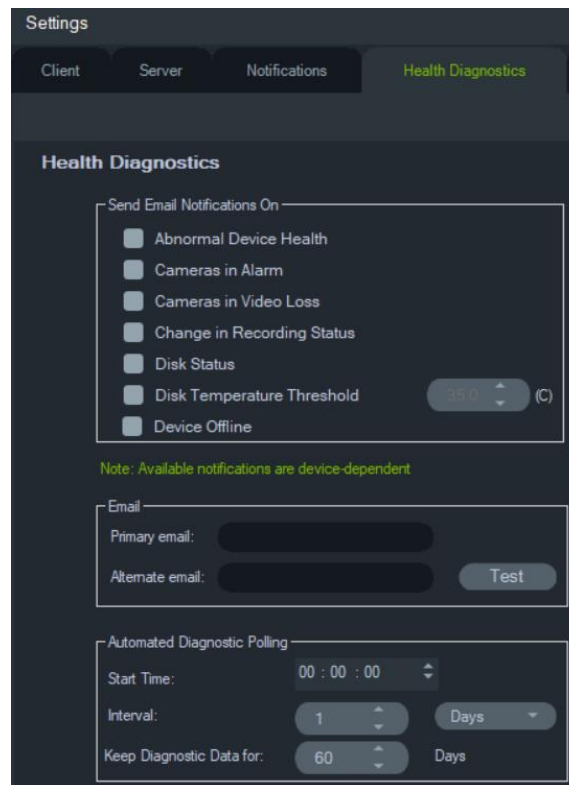 Settings
Client Server Notifications Health Diagnostics
Health Diagnostics
Send Email Notifications On
Abnormal Device Health
Cameras in Alarm
Cameras in Video Loss
Change in Recording Status
Disk Status
Disk Temperature Threshold 35.0 (C)
Device Offline
Note: Available notifications are device-dependent
Email
Primary email:
Alternate email: Test
Automated Diagnostic Polling
Start Time: 00 : 00 : 00
Interval: 1 Days
Keep Diagnostic Data for: 60 Days